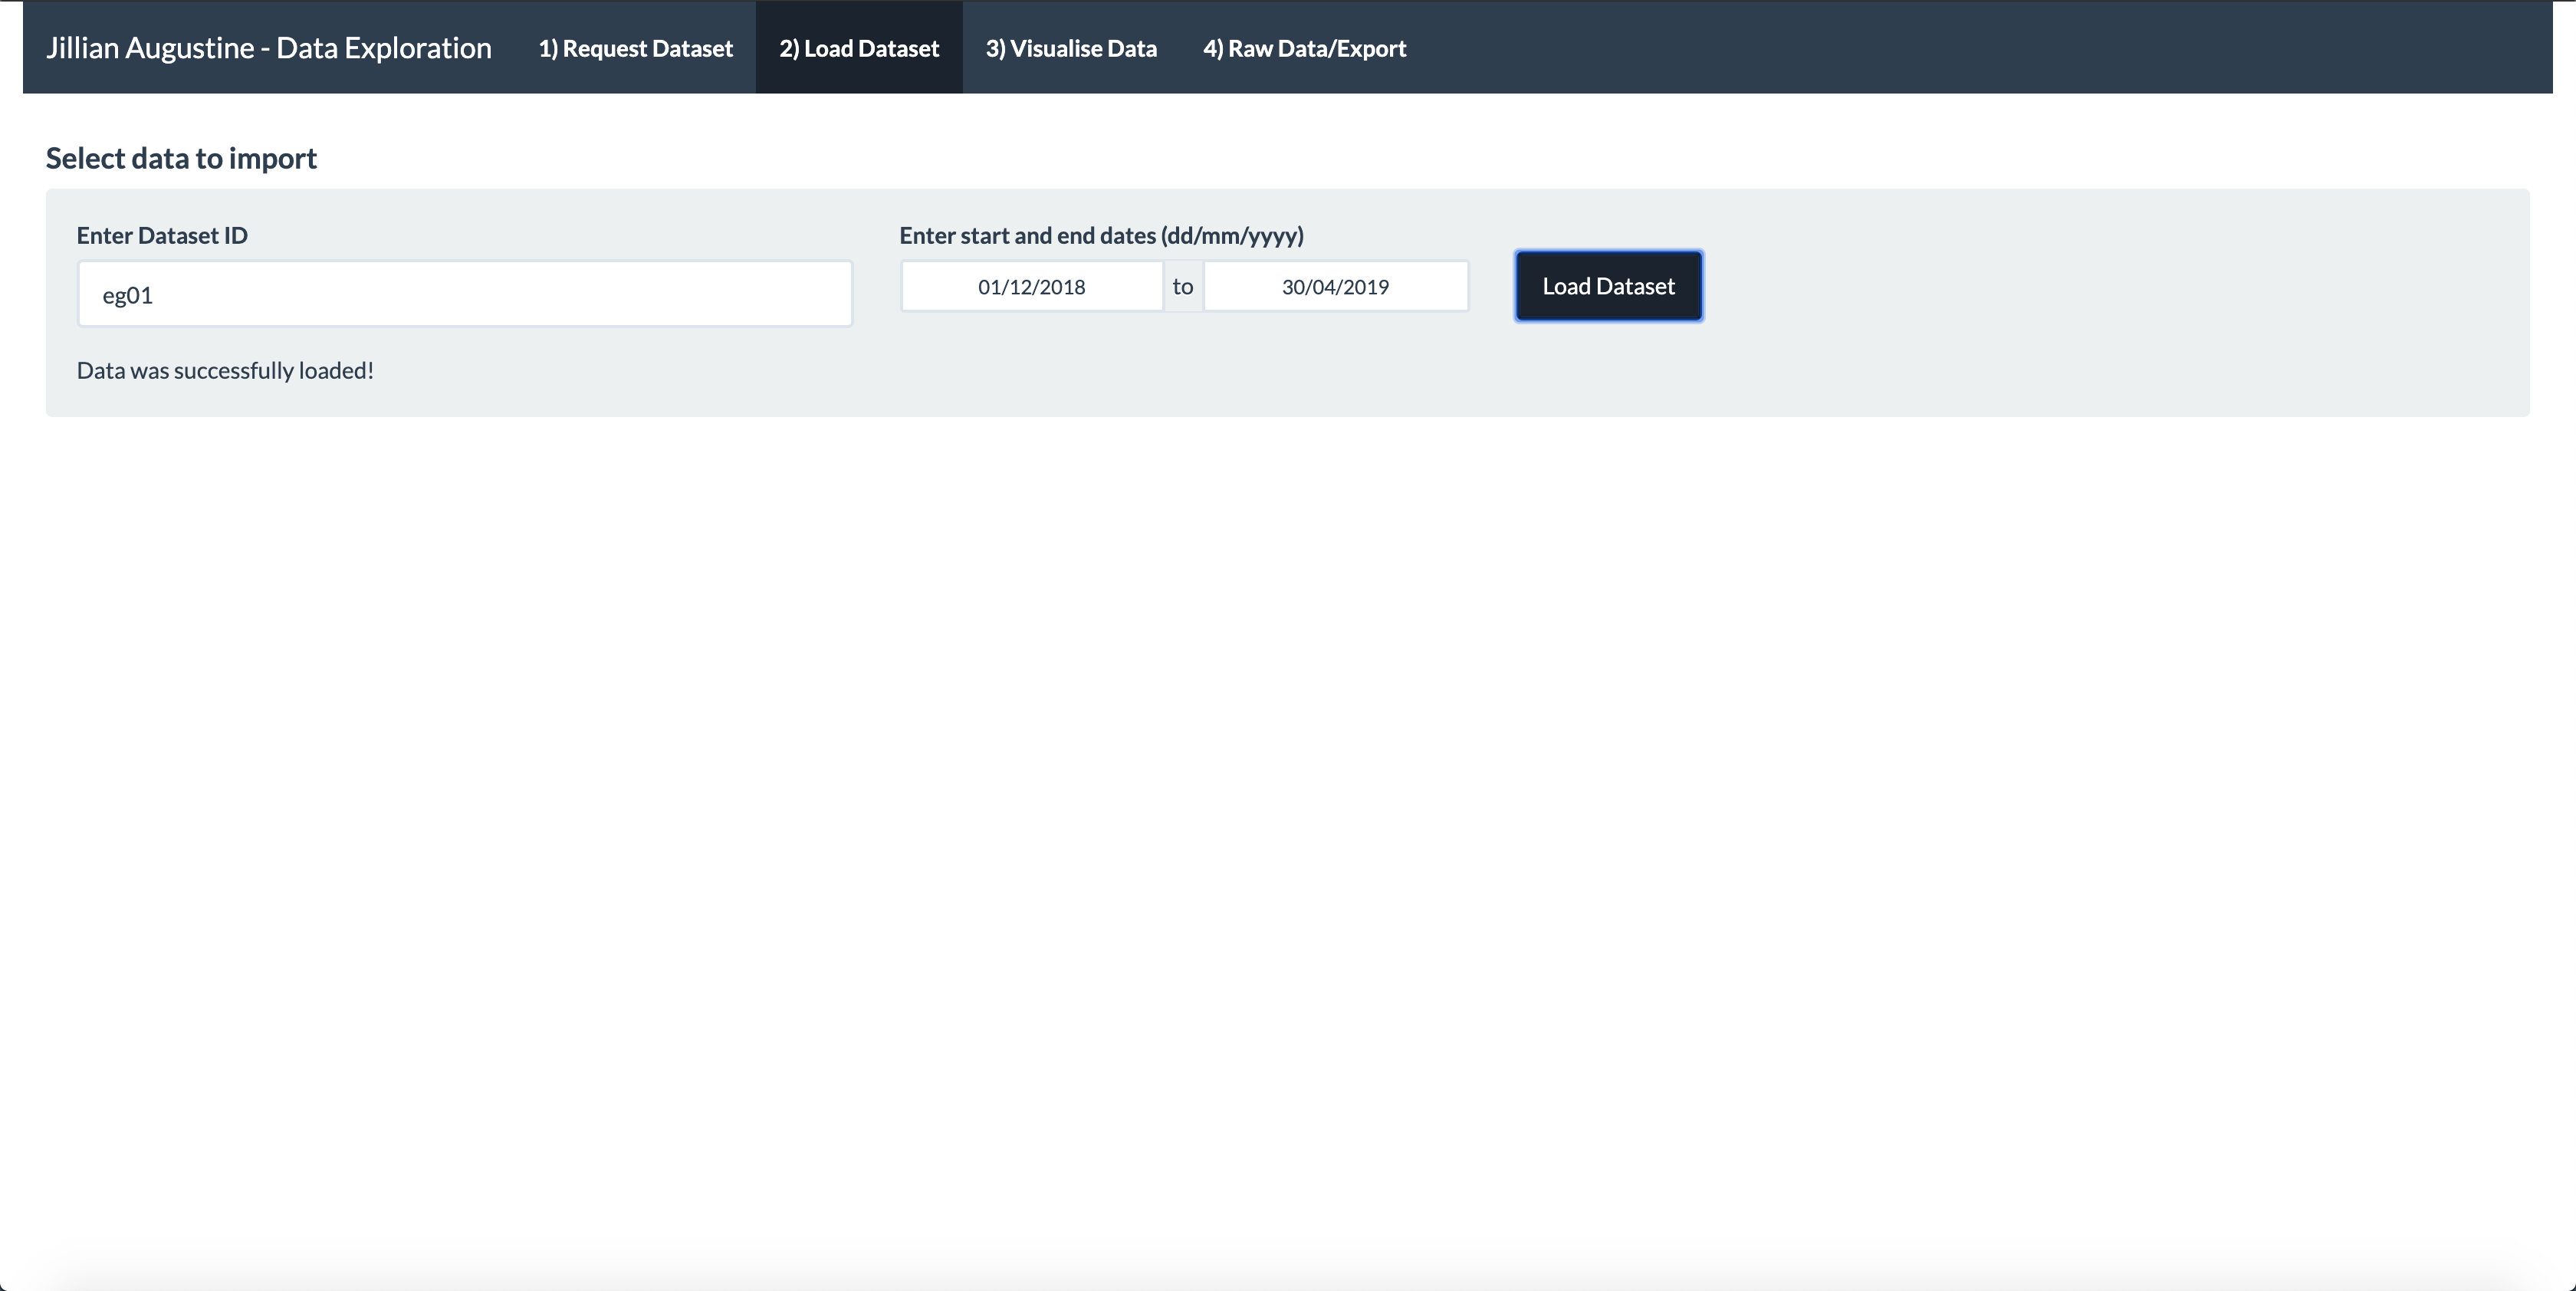 Jillian Augustine - Data Exploration 1) Request Dataset 2) Load Dataset 3) Visualise Data 4) Raw Data/Export
Select data to import
Enter Dataset ID
eg01
Enter start and end dates (dd/mm/yyyy)
01/12/2018 to 30/04/2019
Load Dataset
Data was successfully loaded!